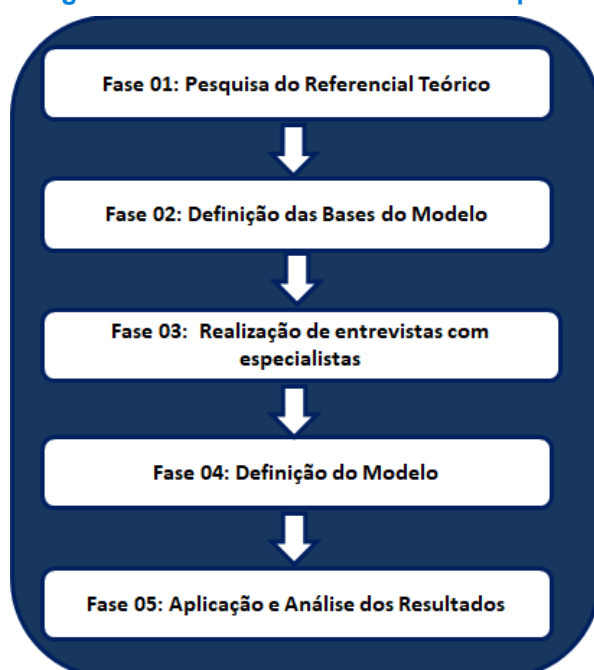 Fase 01: Pesquisa do Referencial Teórico
Fase 02: Definição das Bases do Modelo
Fase 03: Realização de entrevistas com
especialistas
Fase 04: Definição do Modelo
Fase 05: Aplicação e Análise dos Resultados